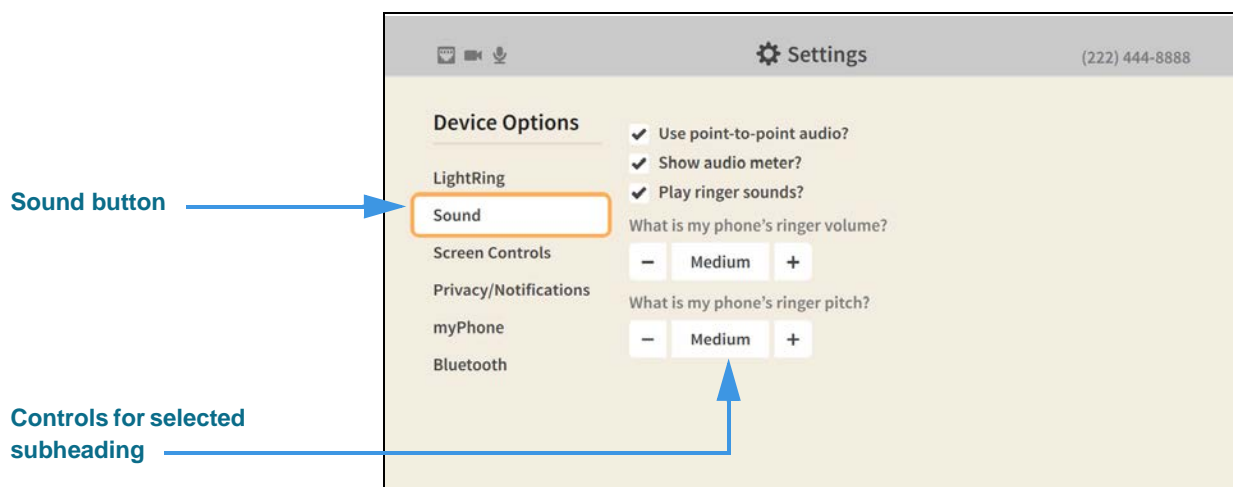 Settings
(222) 444-8888
Device Options
LightRing
Sound
Screen Controls
Privacy/Notifications
myPhone
Bluetooth
Use point-to-point audio?
Show audio meter?
Play ringer sounds?
What is my phone's ringer volume?
− Medium +
What is my phone's ringer pitch?
− Medium +
Sound button
Controls for selected
subheading